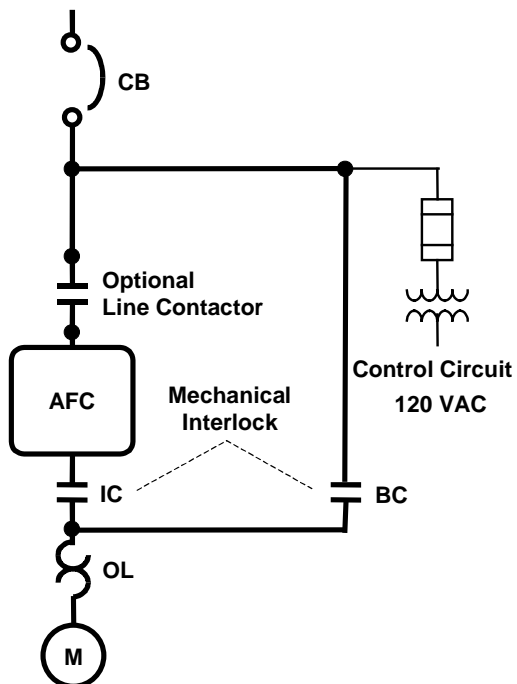 CB
Optional
Line Contactor
AFC
Mechanical
Interlock
Control Circuit
120 VAC
IC
BC
OL
M